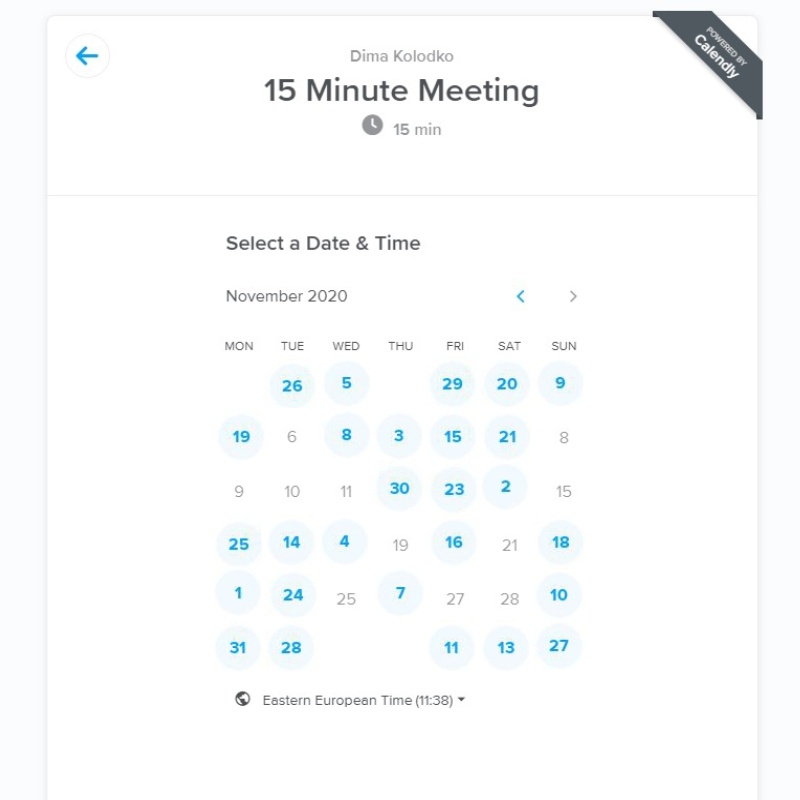 POWERED BY
Calendly
Dima Kolodko
15 Minute Meeting
15 min
Select a Date & Time
November 2020
MON TUE WED THU FRI SAT SUN
26 5 29 20 9
19 6 8 3 15 21 8
9 10 11 30 23 2 15
25 14 4 19 16 21 18
1 24 25 7 27 28 10
31 28 11 13 27
Eastern European Time (11:38)